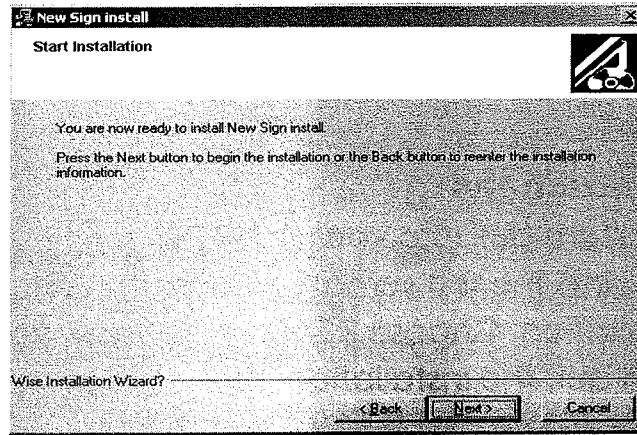 New Sign install
Start Installation
You are now ready to install New Sign install.
Press the Next button to begin the installation or the Back button to reenter the installation
information.
Wise Installation Wizard?
< Back
Next >
Cancel